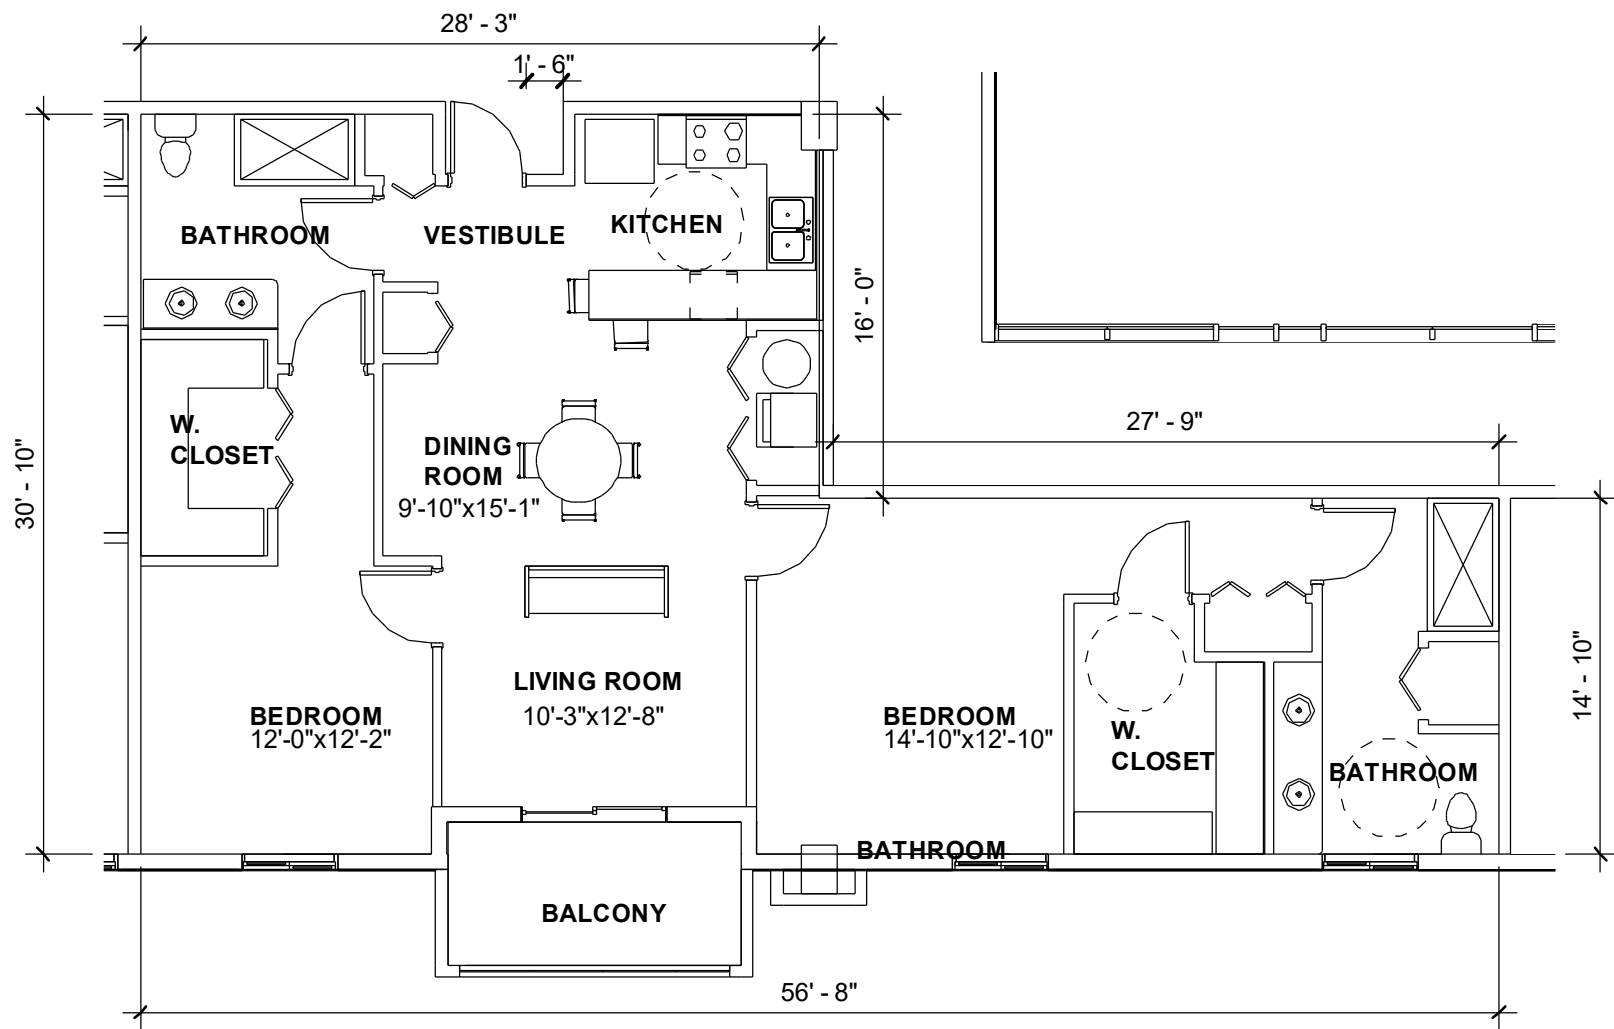 28' - 3"
1' - 6"
BATHROOM
VESTIBULE
KITCHEN
16' - 0"
27' - 9"
30' - 10"
W.
CLOSET
DINING
ROOM
9'-10"x15'-1"
LIVING ROOM
10'-3"x12'-8"
BEDROOM
12'-0"x12'-2"
BEDROOM
14'-10"x12'-10"
W.
CLOSET
14' - 10"
BATHROOM
BATHROOM
BALCONY
56' - 8"